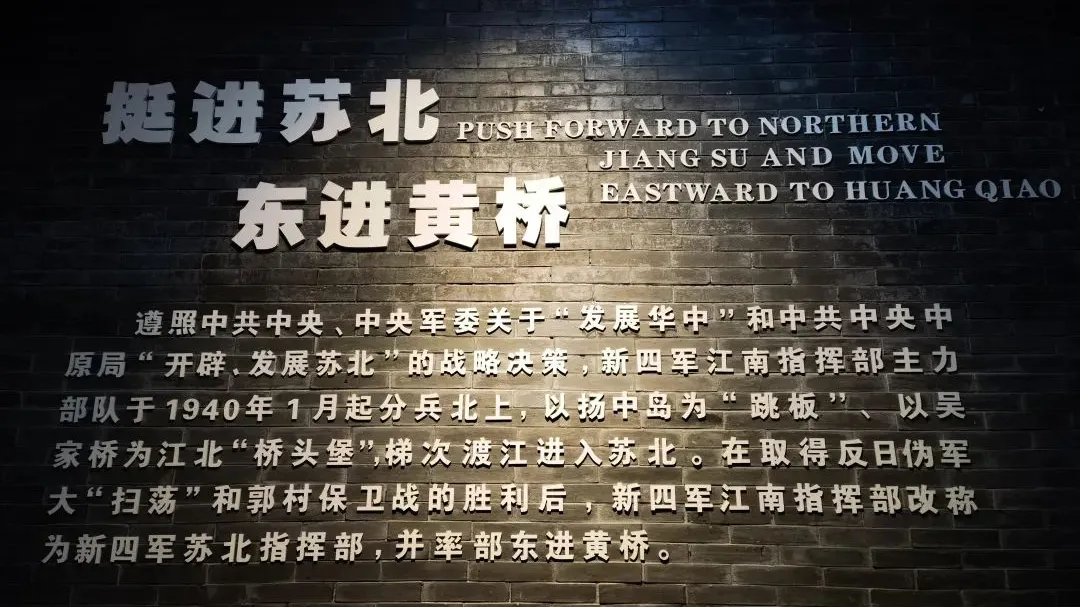 挺进苏北
PUSH FORWARD TO NORTHERN
JIANG SU AND MOVE
EASTWARD TO HUANG QIAO
东进黄桥
遵照中共中央、中央军委关于“发展华中”和中共中央中
原局“开辟、发展苏北”的战略决策，新四军江南指挥部主力
部队于1940年1月起分兵北上，以扬中岛为“跳板”、以吴
家桥为江北“桥头堡”，梯次渡江进入苏北。在取得反日伪军
大“扫荡”和郭村保卫战的胜利后，新四军江南指挥部改称
为新四军苏北指挥部，并率部东进黄桥。